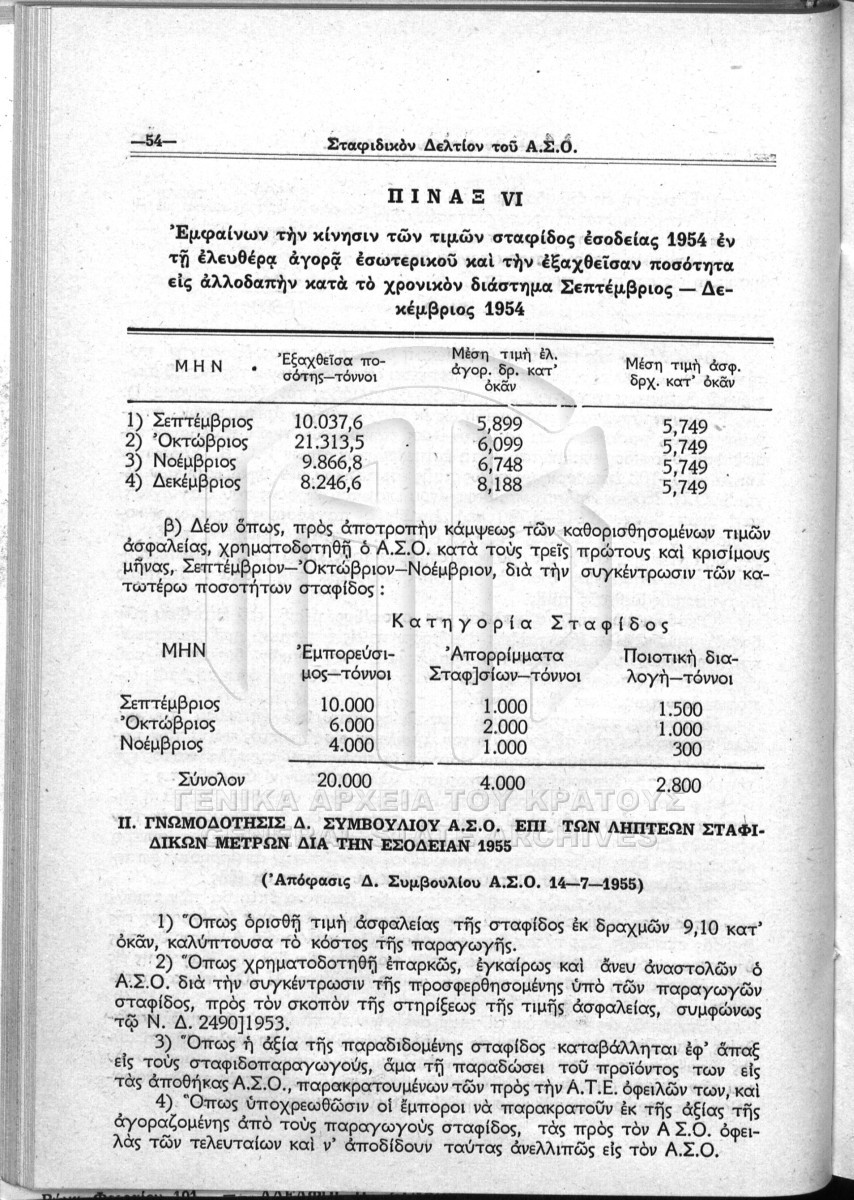 —54—
Σταφιδικὸν Δελτίον τοῦ Α.Σ.Ο.
ΠΙΝΑΞ VI
Ἐμφαίνων τὴν κίνησιν τῶν τιμῶν σταφίδος ἐσοδείας 1954 ἐν
τῇ ἐλευθέρᾳ ἀγορᾷ ἐσωτερικοῦ καὶ τὴν ἐξαχθεῖσαν ποσότητα
εἰς ἀλλοδαπὴν κατὰ τὸ χρονικὸν διάστημα Σεπτέμβριος — Δε-
κέμβριος 1954
ΜΗΝ Ἐξαχθεῖσα πο- Μέση τιμὴ ἐλ. Μέση τιμὴ ἀσφ.
σότης—τόννοι ἀγορ. δρ. κατ’ δρχ. κατ’ ὀκᾶν
ὀκᾶν
1) Σεπτέμβριος 10.037,6 5,899 5,749
2) Ὀκτώβριος 21.313,5 6,099 5,749
3) Νοέμβριος 9.866,8 6,748 5,749
4) Δεκέμβριος 8.246,6 8,188 5,749
β) Δέον ὅπως, πρὸς ἀποτροπὴν κάμψεως τῶν καθορισθησομένων τιμῶν
ἀσφαλείας, χρηματοδοτηθῇ ὁ Α.Σ.Ο. κατὰ τοὺς τρεῖς πρώτους καὶ κρισίμους
μῆνας, Σεπτέμβριον—Ὀκτώβριον—Νοέμβριον, διὰ τὴν συγκέντρωσιν τῶν κα-
τωτέρω ποσοτήτων σταφίδος :
Κατηγορία Σταφίδος
ΜΗΝ Ἐμπορεύσι- Ἀπορρίμματα Ποιοτικὴ δια-
μος—τόννοι Σταφ]σίων—τόννοι λογὴ—τόννοι
Σεπτέμβριος 10.000 1.000 1.500
Ὀκτώβριος 6.000 2.000 1.000
Νοέμβριος 4.000 1.000 300
Σύνολον 20.000 4.000 2.800
ΓΕΝΙΚΑ ΑΡΧΕΙΑ ΤΟΥ ΚΡΑΤΟΥΣ
GENERAL STATE ARCHIVES
ΙΙ. ΓΝΩΜΟΔΟΤΗΣΙΣ Δ. ΣΥΜΒΟΥΛΙΟΥ Α.Σ.Ο. ΕΠΙ ΤΩΝ ΛΗΠΤΕΩΝ ΣΤΑΦΙ-
ΔΙΚΩΝ ΜΕΤΡΩΝ ΔΙΑ ΤΗΝ ΕΣΟΔΕΙΑΝ 1955
(Ἀπόφασις Δ. Συμβουλίου Α.Σ.Ο. 14—7—1955)
1) Ὅπως ὁρισθῇ τιμὴ ἀσφαλείας τῆς σταφίδος ἐκ δραχμῶν 9,10 κατ’
ὀκᾶν, καλύπτουσα τὸ κόστος τῆς παραγωγῆς.
2) Ὅπως χρηματοδοτηθῇ ἐπαρκῶς, ἐγκαίρως καὶ ἄνευ ἀναστολῶν ὁ
Α.Σ.Ο. διὰ τὴν συγκέντρωσιν τῆς προσφερθησομένης ὑπὸ τῶν παραγωγῶν
σταφίδος, πρὸς τὸν σκοπὸν τῆς στηρίξεως τῆς τιμῆς ἀσφαλείας, συμφώνως
τῷ Ν. Δ. 2490]1953.
3) Ὅπως ἡ ἀξία τῆς παραδιδομένης σταφίδος καταβάλληται ἐφ’ ἅπαξ
εἰς τοὺς σταφιδοπαραγωγούς, ἅμα τῇ παραδώσει τοῦ προϊόντος των εἰς
τὰς ἀποθήκας Α.Σ.Ο., παρακρατουμένων τῶν πρὸς τὴν Α.Τ.Ε. ὀφειλῶν των, καὶ
4) Ὅπως ὑποχρεωθῶσιν οἱ ἔμποροι νὰ παρακρατοῦν ἐκ τῆς ἀξίας τῆς
ἀγοραζομένης ἀπὸ τοὺς παραγωγοὺς σταφίδος, τὰς πρὸς τὸν Α Σ.Ο. ὀφει-
λὰς τῶν τελευταίων καὶ ν’ ἀποδίδουν ταύτας ἀνελλιπῶς εἰς τὸν Α.Σ.Ο.